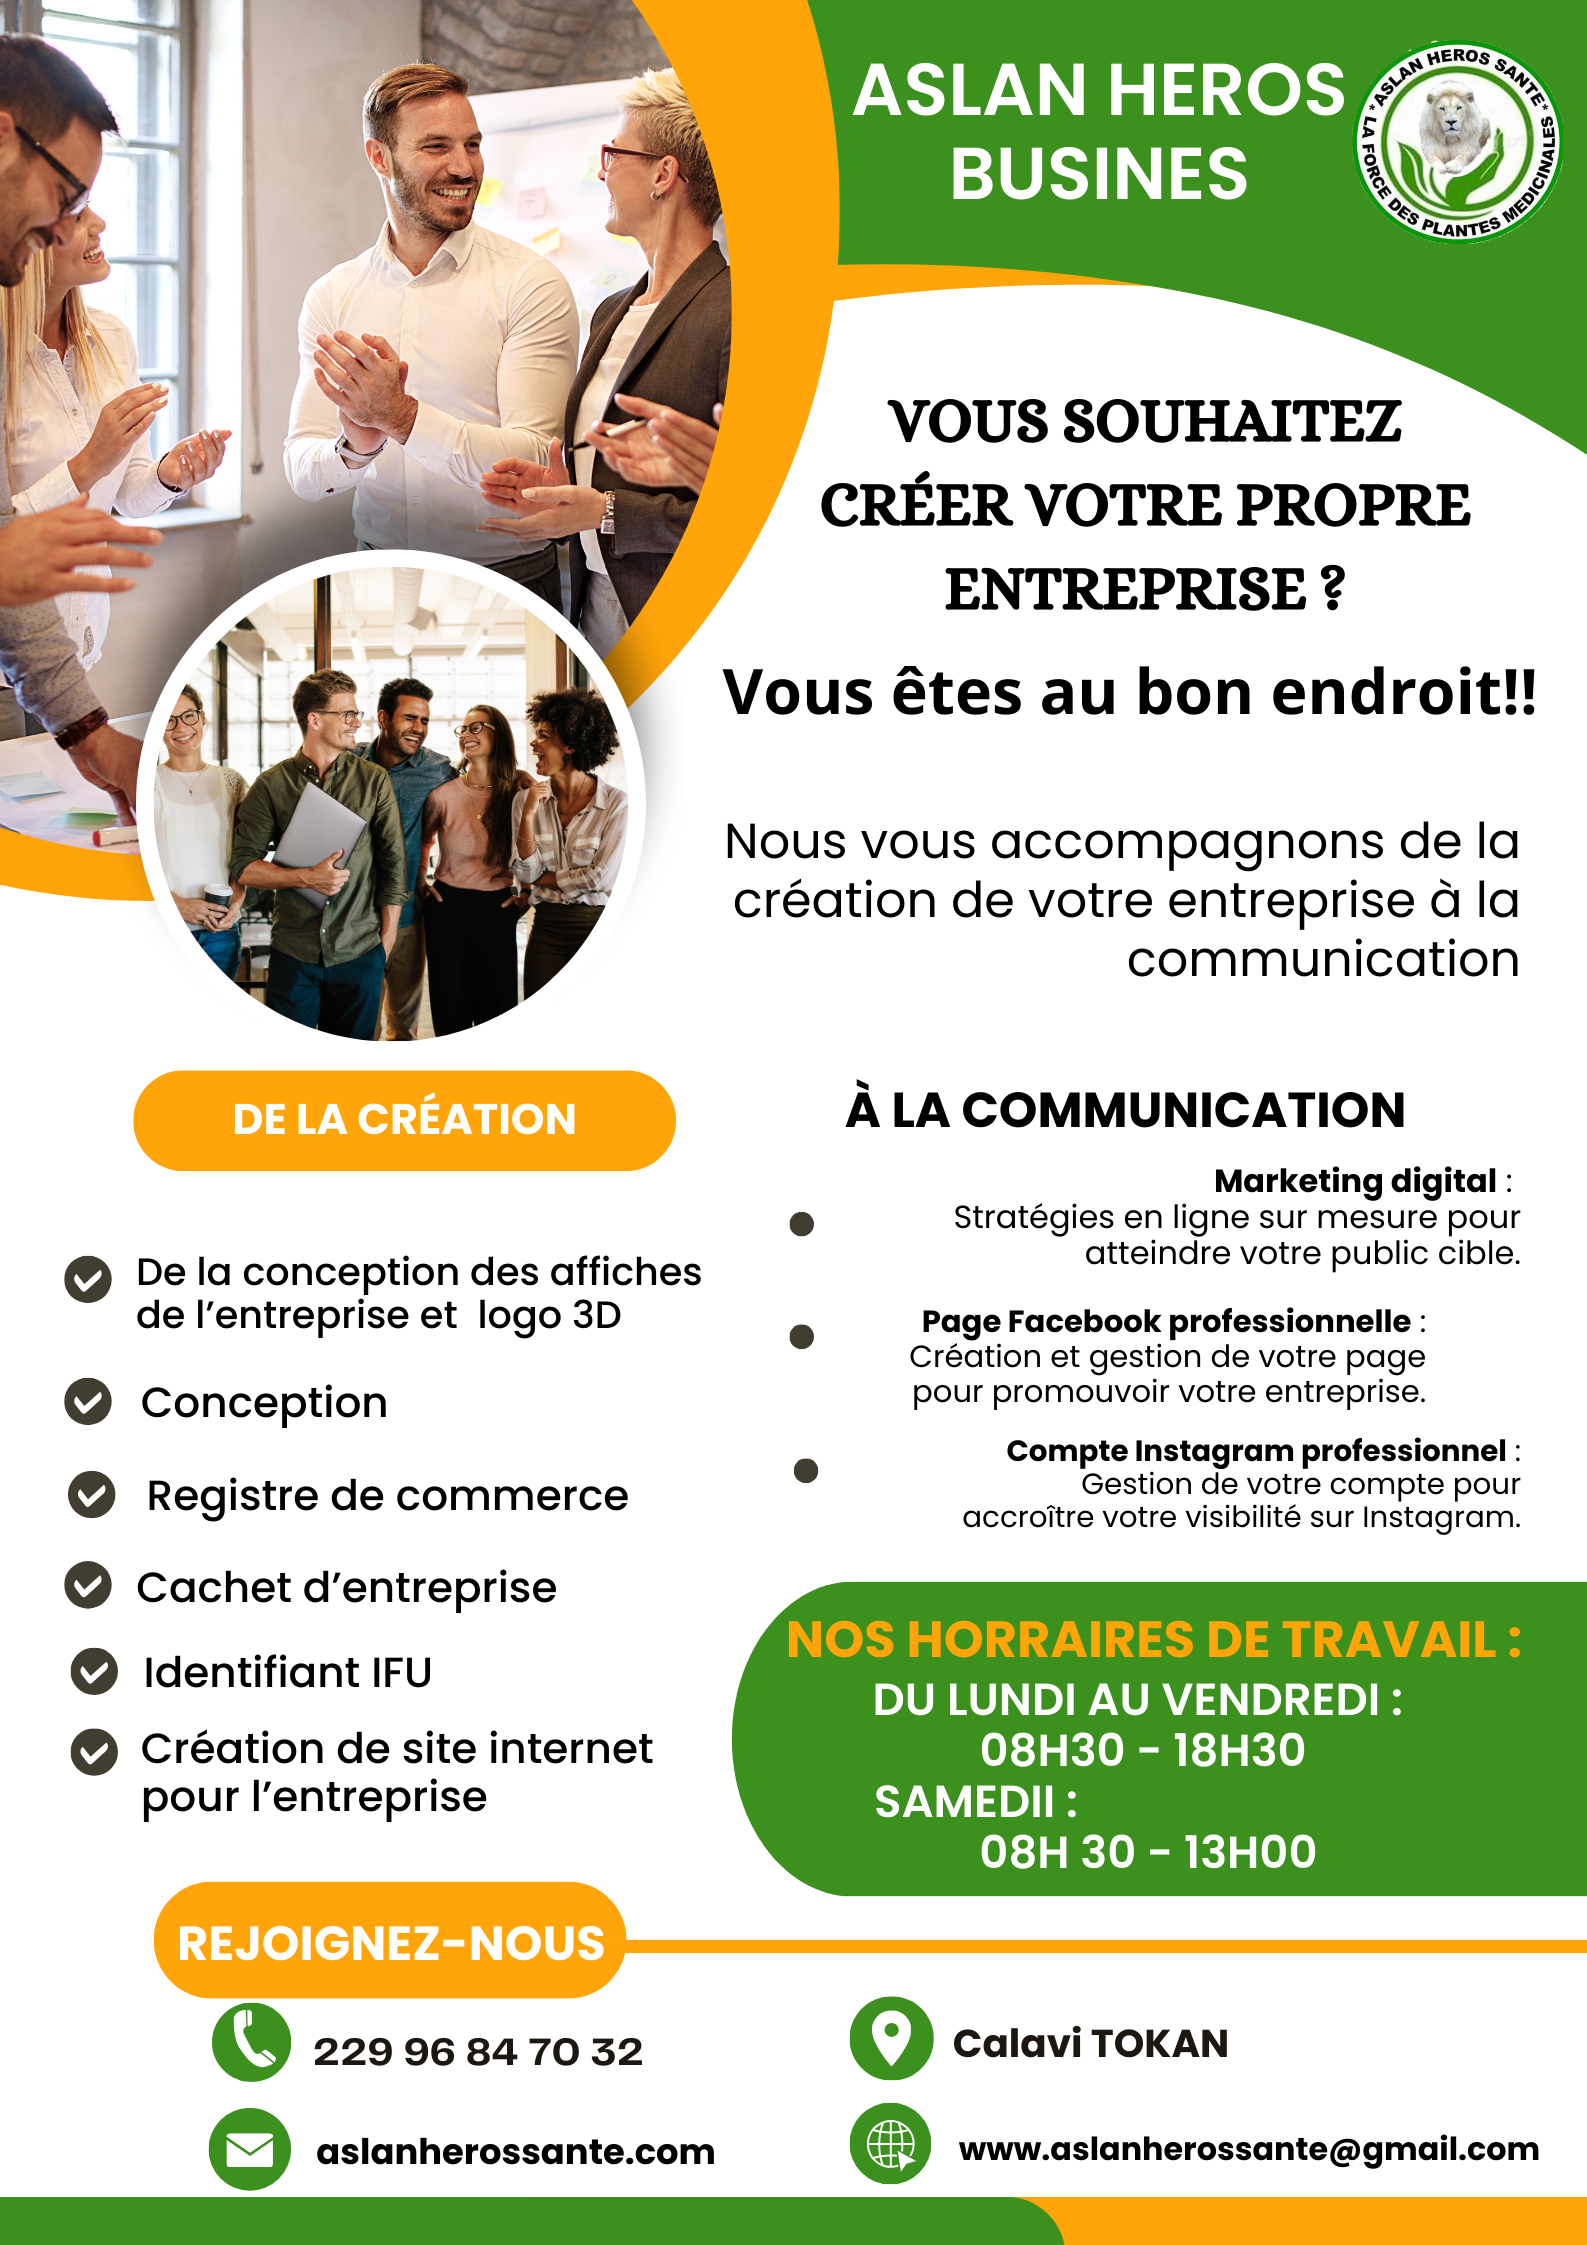 ASLAN HEROS
BUSINES
* ASLAN HEROS SANTE *
LA FORCE DES PLANTES MEDICINALES
VOUS SOUHAITEZ
CRÉER VOTRE PROPRE
ENTREPRISE ?
Vous êtes au bon endroit!!
Nous vous accompagnons de la
création de votre entreprise à la
communication
DE LA CRÉATION
De la conception des affiches
de l’entreprise et logo 3D
Conception
Registre de commerce
Cachet d’entreprise
Identifiant IFU
Création de site internet
pour l’entreprise
À LA COMMUNICATION
Marketing digital :
Stratégies en ligne sur mesure pour
atteindre votre public cible.
Page Facebook professionnelle :
Création et gestion de votre page
pour promouvoir votre entreprise.
Compte Instagram professionnel :
Gestion de votre compte pour
accroître votre visibilité sur Instagram.
NOS HORRAIRES DE TRAVAIL :
DU LUNDI AU VENDREDI :
08H30 - 18H30
SAMEDII :
08H 30 - 13H00
REJOIGNEZ-NOUS
229 96 84 70 32
Calavi TOKAN
aslanherossante.com
www.aslanherossante@gmail.com